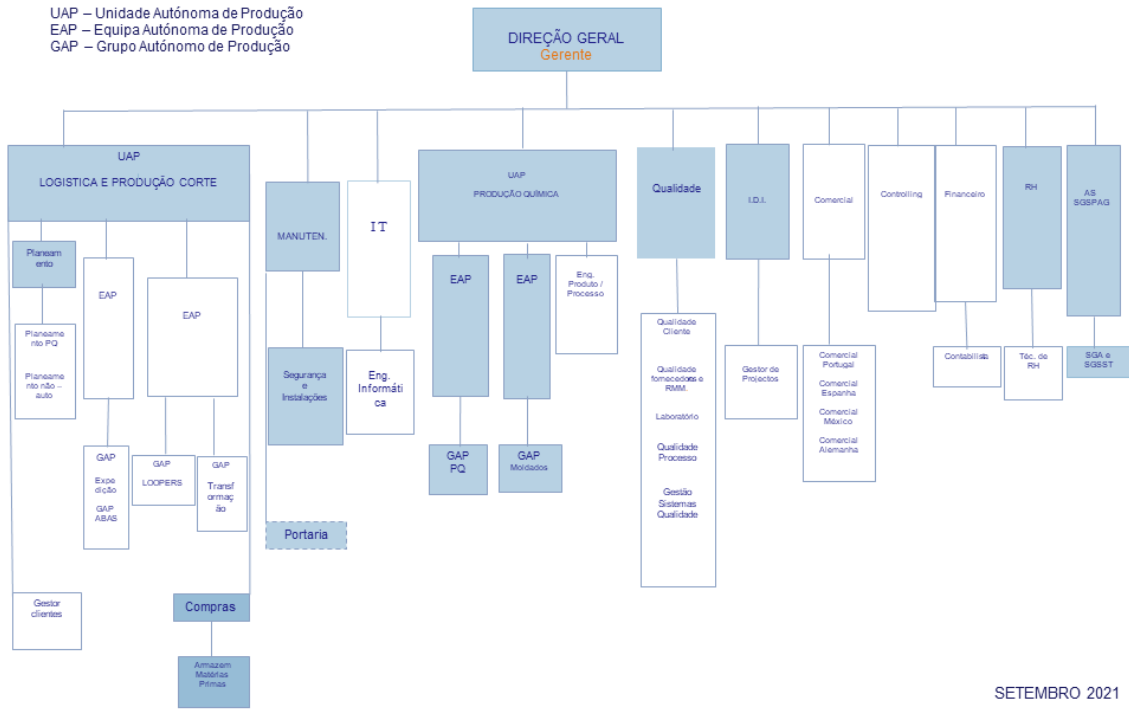 UAP – Unidade Autónoma de Produção
EAP – Equipa Autónoma de Produção
GAP – Grupo Autónomo de Produção
DIREÇÃO GERAL
Gerente
UAP
LOGISTICA E PRODUÇÃO CORTE
MANUTEN.
IT
UAP
PRODUÇÃO QUÍMICA
Qualidade
I.D.I.
Comercial
Controlling
Financeiro
RH
AS
SGSPAG
Planeam
ento
EAP
EAP
EAP
EAP
Eng.
Produto /
Processo
Planeame
nto PQ
Planeame
nto não –
auto
Segurança
e
Instalações
Eng.
Informáti
ca
Qualidade
Cliente
Qualidade
fornecedores e
RMM.
Laboratório
Qualidade
Processo
Gestão
Sistemas
Qualidade
Gestor de
Projectos
Comercial
Portugal
Comercial
Espanha
Comercial
México
Comercial
Alemanha
Contabilista
Téc. de
RH
SGA e
SGSST
GAP
Expe
dição
GAP
ABAS
GAP
LOOPERS
GAP
Transf
ormaç
ão
GAP
PQ
GAP
Moldados
Portaria
Gestor
clientes
Compras
Armazem
Matérias
Primas
SETEMBRO 2021